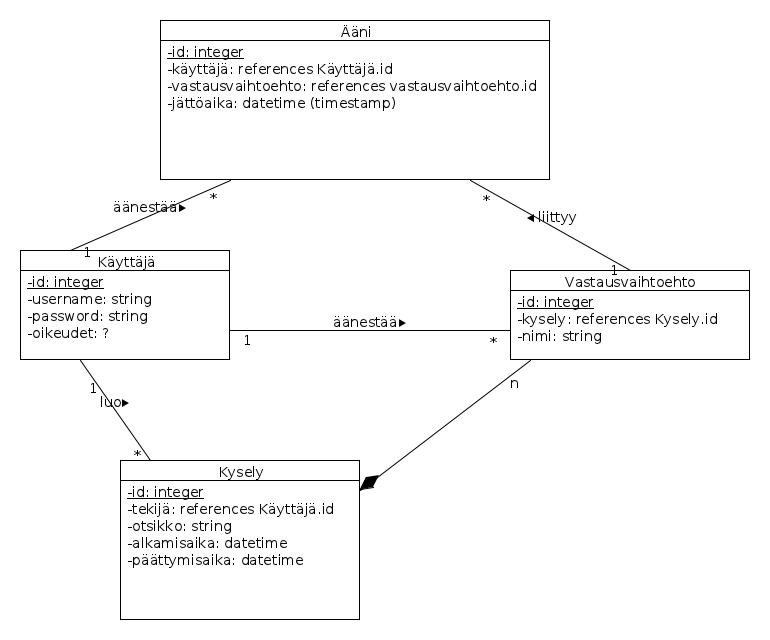 Ääni
-id: integer
-käyttäjä: references Käyttäjä.id
-vastausvaihtoehto: references vastausvaihtoehto.id
-jättöaika: datetime (timestamp)
*
*
äänestää
liittyy
1
1
Käyttäjä
-id: integer
-username: string
-password: string
-oikeudet: ?
Vastausvaihtoehto
-id: integer
-kysely: references Kysely.id
-nimi: string
äänestää
1
*
1
luo
*
n
Kysely
-id: integer
-tekijä: references Käyttäjä.id
-otsikko: string
-alkamisaika: datetime
-päättymisaika: datetime